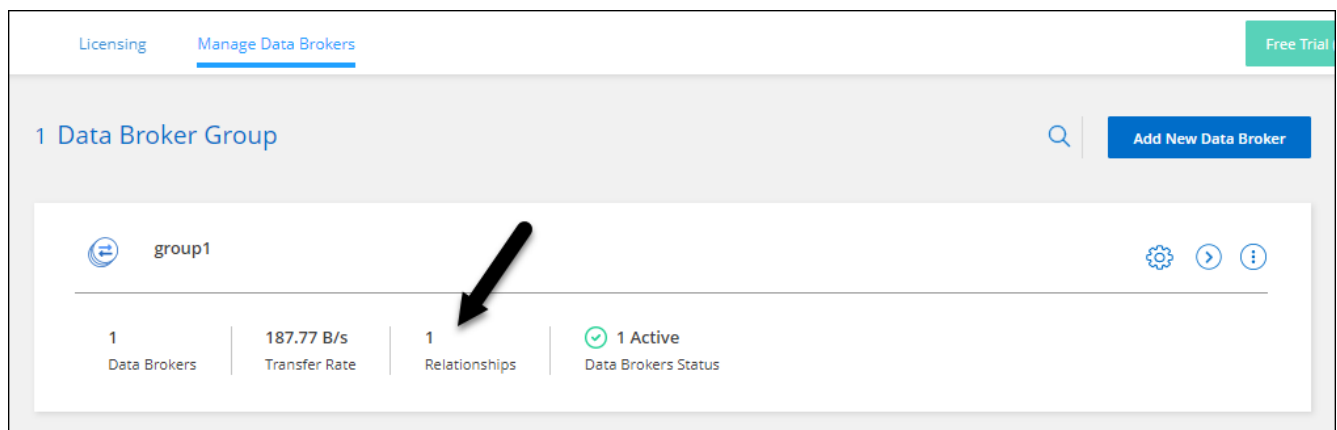 Licensing Manage Data Brokers Free Trial
1 Data Broker Group Add New Data Broker
group1
1 187.77 B/s 1 1 Active
Data Brokers Transfer Rate Relationships Data Brokers Status